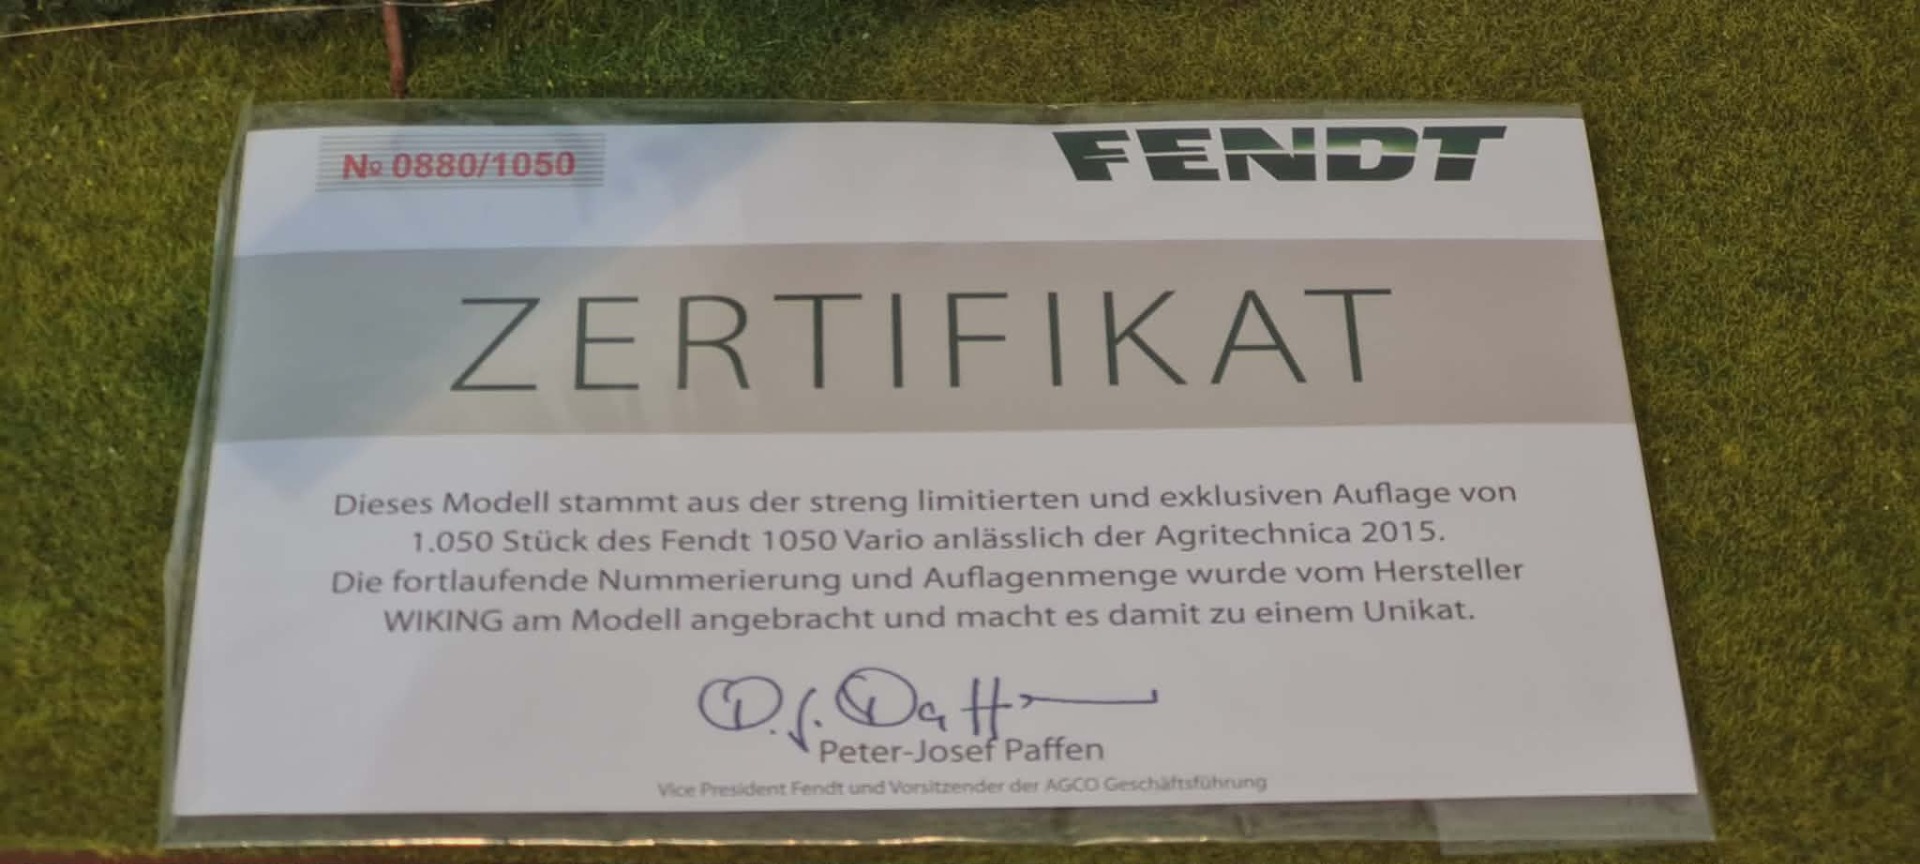 № 0880/1050
FENDT
ZERTIFIKAT
Dieses Modell stammt aus der streng limitierten und exklusiven Auflage von
1.050 Stück des Fendt 1050 Vario anlässlich der Agritechnica 2015.
Die fortlaufende Nummerierung und Auflagenmenge wurde vom Hersteller
WIKING am Modell angebracht und macht es damit zu einem Unikat.
Peter-Josef Paffen
Vice President Fendt und Vorsitzender der AGCO Geschäftsführung